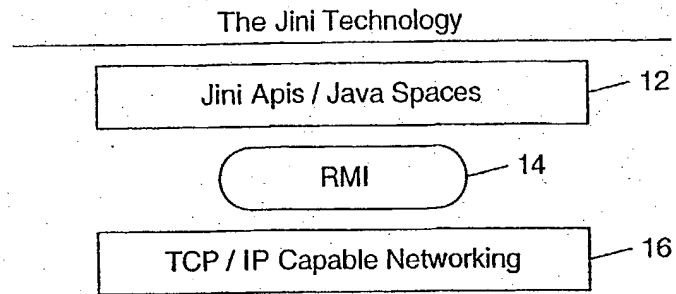 The Jini Technology
Jini Apis / Java Spaces
12
RMI
14
TCP / IP Capable Networking
16